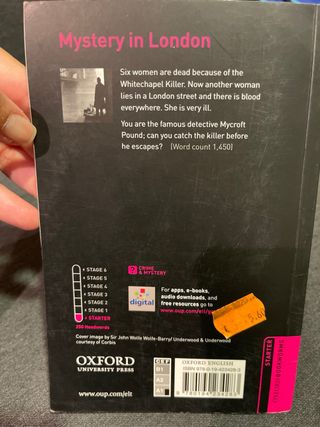 Mystery in London
Six women are dead because of the
Whitechapel Killer. Now another woman
lies in a London street and there is blood
everywhere. She is very ill.
You are the famous detective Mycroft
Pound; can you catch the killer before
he escapes? (Word count 1,450)
STAGE 6
STAGE 5
STAGE 4
STAGE 3
STAGE 2
STAGE 1
STARTER
250 Headwords
CRIME
& MYSTERY
digital
For apps, e-books,
audio downloads, and
free resources go to
www.oup.com/elt/
Cover image by Sir John Wolfe Wolfe-Barry/ Underwood & Underwood
courtesy of Corbis
OXFORD
UNIVERSITY PRESS
www.oup.com/elt
CEF
B1
A2
A1
OXFORD ENGLISH
STARTER
BOOKWORMS